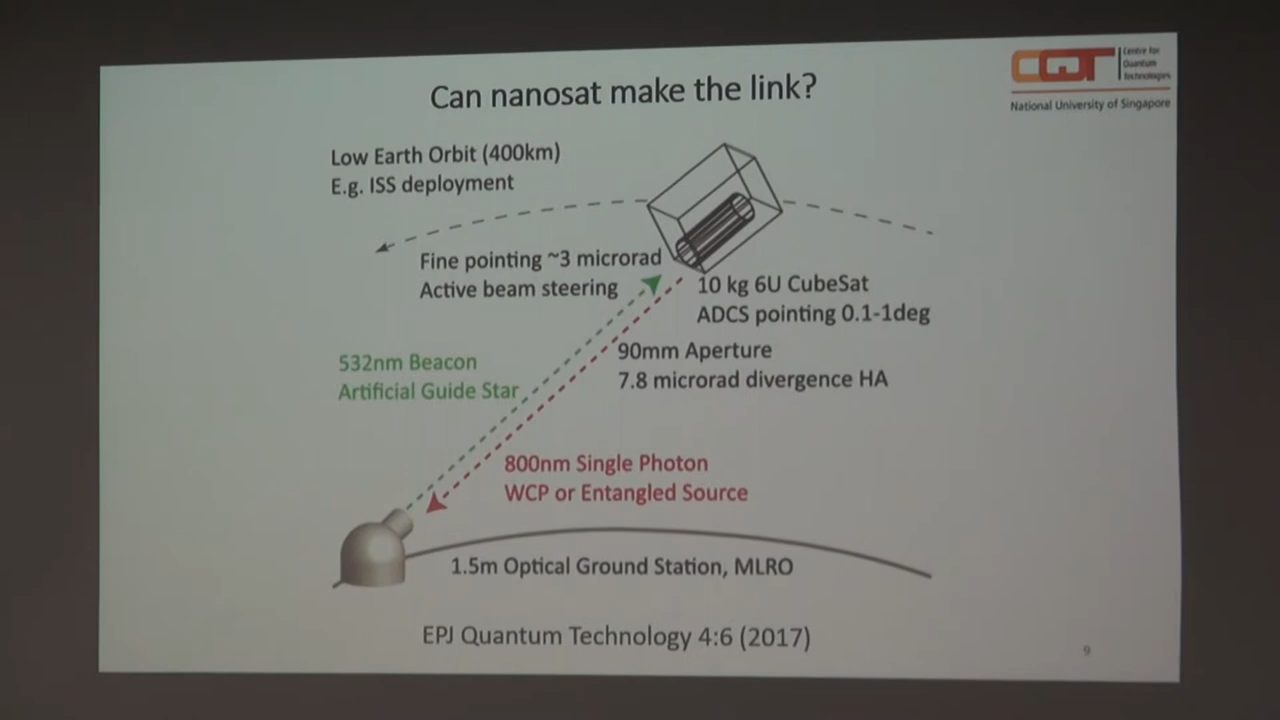 Can nanosat make the link?
CQT
Centre for
Quantum
Technologies
National University of Singapore
Low Earth Orbit (400km)
E.g. ISS deployment
Fine pointing ~3 microrad
Active beam steering
10 kg 6U CubeSat
ADCS pointing 0.1-1deg
90mm Aperture
7.8 microrad divergence HA
532nm Beacon
Artificial Guide Star
800nm Single Photon
WCP or Entangled Source
1.5m Optical Ground Station, MLRO
EPJ Quantum Technology 4:6 (2017)
9